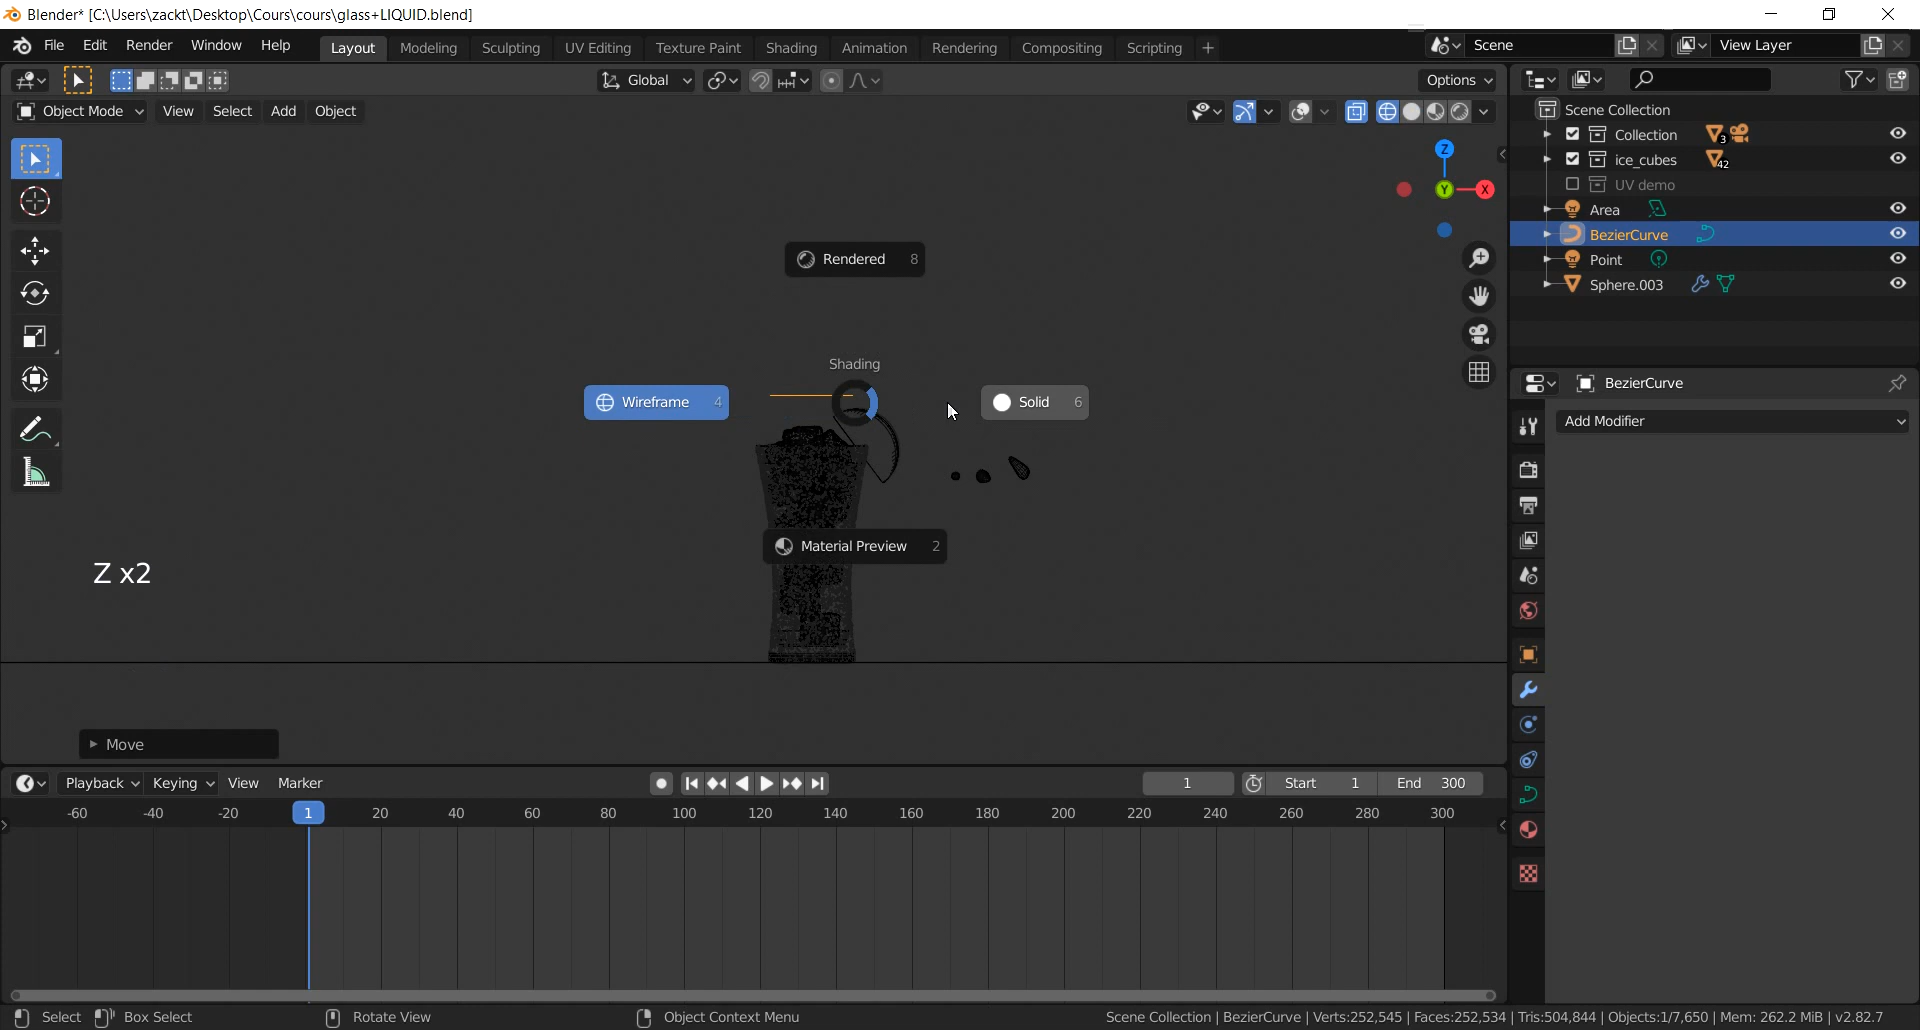 Blender* [C:\Users\zackt\Desktop\Cours\cours\glass+LIQUID.blend]
File Edit Render Window Help Layout Modeling Sculpting UV Editing Texture Paint Shading Animation Rendering Compositing Scripting + Scene View Layer
Global Options
Object Mode View Select Add Object
Z
Y X
Rendered 8
Shading
Wireframe 4
Solid 6
Material Preview 2
Z x2
Move
Scene Collection
Collection 3
ice_cubes 42
UV demo
Area
BezierCurve
Point
Sphere.003
BezierCurve
Add Modifier
Playback Keying View Marker 1 Start 1 End 300
-60 -40 -20 1 20 40 60 80 100 120 140 160 180 200 220 240 260 280 300
Select Box Select Rotate View Object Context Menu Scene Collection | BezierCurve | Verts:252,545 | Faces:252,534 | Tris:504,844 | Objects:1/7,650 | Mem: 262.2 MiB | v2.82.7